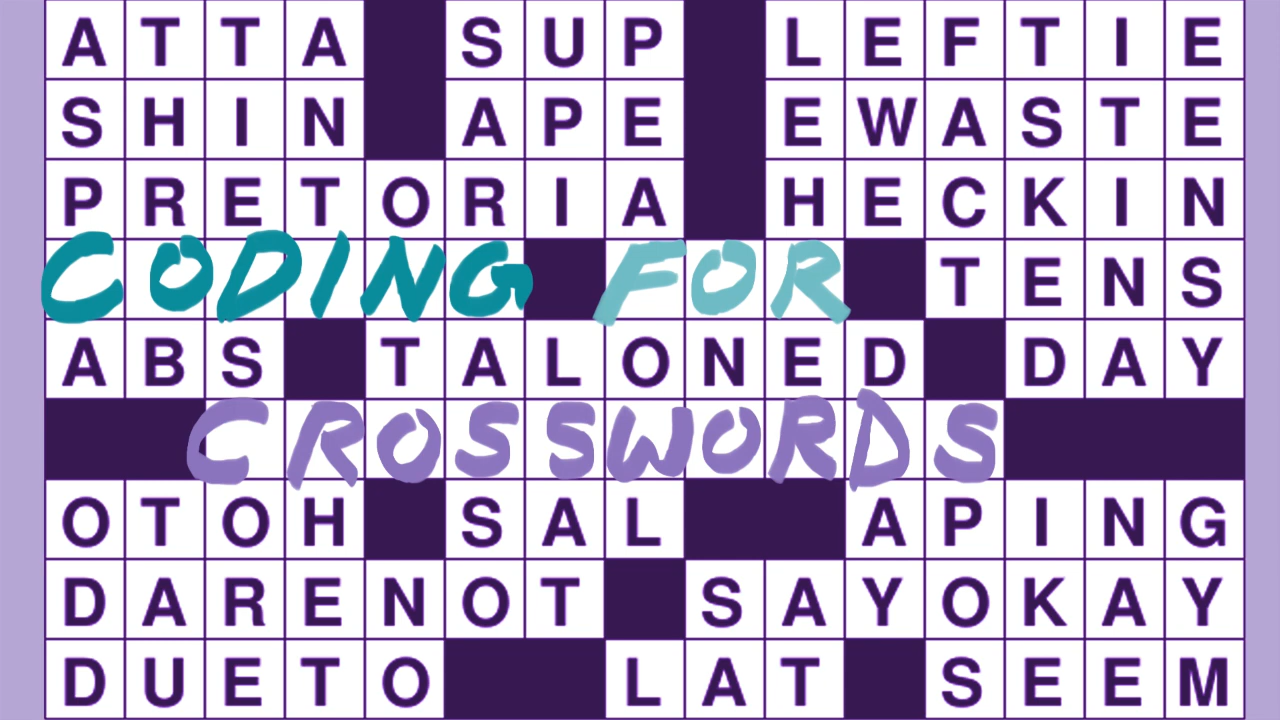 ATTA SUP LEFTIE
SHIN APE EWASTE
PRETORIA HECKIN
CODING FOR TENS
ABS TALONED DAY
CROSSWORDS
OTOH SAL APING
DARENOT SAYOKAY
DUETO LAT SEEM